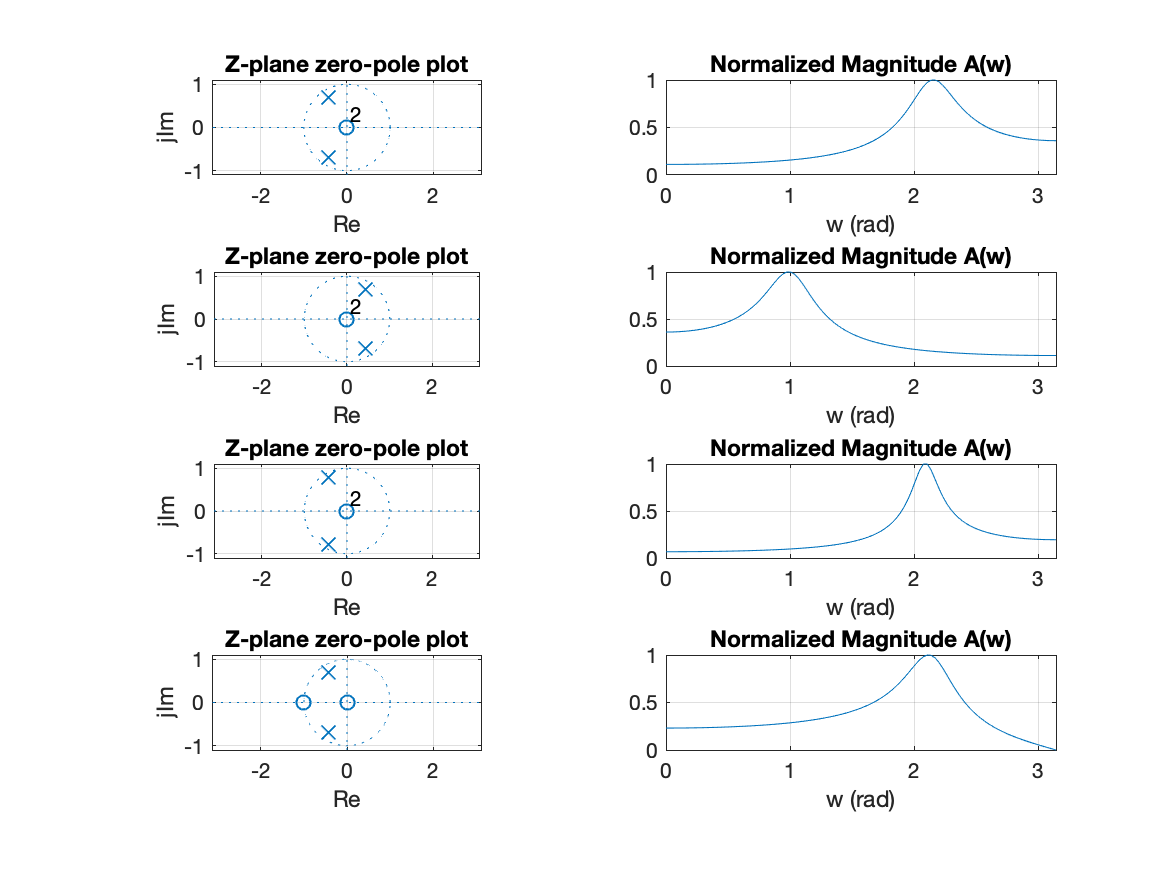 Z-plane zero-pole plot
1
0
-1
jIm
2
-2 0 2
Re
Normalized Magnitude A(w)
1
0.5
0
0 1 2 3
w (rad)
Z-plane zero-pole plot
1
0
-1
jIm
2
-2 0 2
Re
Normalized Magnitude A(w)
1
0.5
0
0 1 2 3
w (rad)
Z-plane zero-pole plot
1
0
-1
jIm
2
-2 0 2
Re
Normalized Magnitude A(w)
1
0.5
0
0 1 2 3
w (rad)
Z-plane zero-pole plot
1
0
-1
jIm
-2 0 2
Re
Normalized Magnitude A(w)
1
0.5
0
0 1 2 3
w (rad)